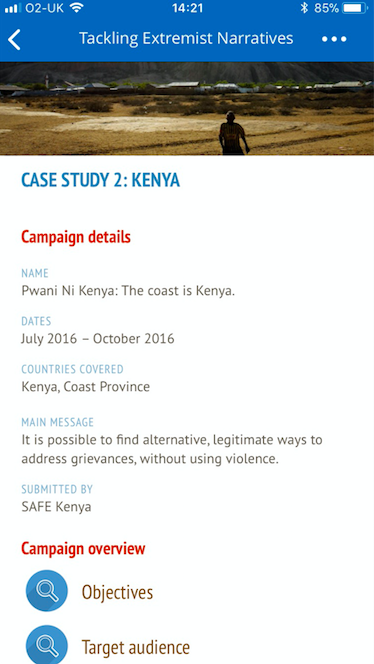 O2-UK 14:21 85%
Tackling Extremist Narratives
CASE STUDY 2: KENYA
Campaign details
NAME
Pwani Ni Kenya: The coast is Kenya.
DATES
July 2016 – October 2016
COUNTRIES COVERED
Kenya, Coast Province
MAIN MESSAGE
It is possible to find alternative, legitimate ways to
address grievances, without using violence.
SUBMITTED BY
SAFE Kenya
Campaign overview
Objectives
Target audience